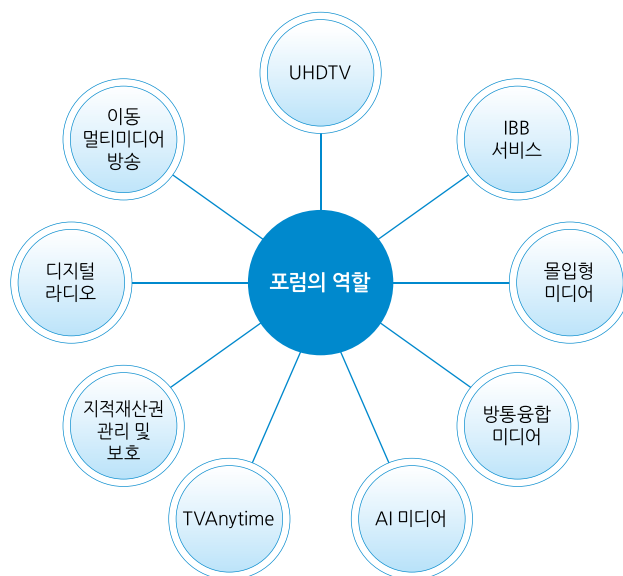 UHDTV
IBB
서비스
몰입형
미디어
방통융합
미디어
AI 미디어
TVAnytime
지적재산권
관리 및
보호
디지털
라디오
이동
멀티미디어
방송
포럼의 역할